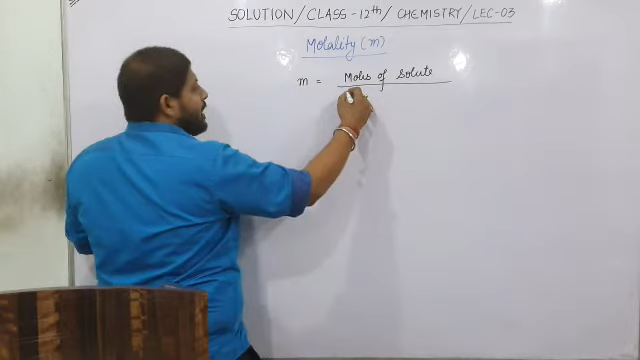 SOLUTION/CLASS-12th/CHEMISTRY/LEC-03
Molality (m)
m = Moles of solute